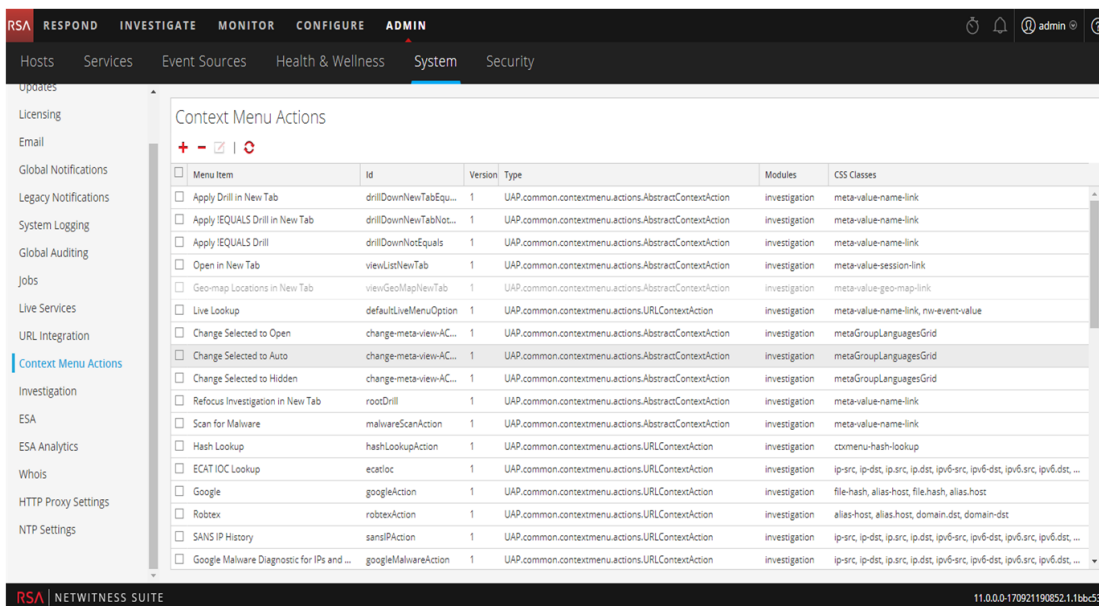 RSA RESPOND INVESTIGATE MONITOR CONFIGURE ADMIN admin
Hosts Services Event Sources Health & Wellness System Security
Updates
Licensing
Email
Global Notifications
Legacy Notifications
System Logging
Global Auditing
Jobs
Live Services
URL Integration
Context Menu Actions
Investigation
ESA
ESA Analytics
Whois
HTTP Proxy Settings
NTP Settings
Context Menu Actions
Menu Item Id Version Type Modules CSS Classes
Apply Drill in New Tab drillDownNewTabEqu... 1 UAP.common.contextmenu.actions.AbstractContextAction investigation meta-value-name-link
Apply !EQUALS Drill in New Tab drillDownNewTabNot... 1 UAP.common.contextmenu.actions.AbstractContextAction investigation meta-value-name-link
Apply !EQUALS Drill drillDownNotEquals 1 UAP.common.contextmenu.actions.AbstractContextAction investigation meta-value-name-link
Open in New Tab viewListNewTab 1 UAP.common.contextmenu.actions.AbstractContextAction investigation meta-value-session-link
Geo-map Locations in New Tab viewGeoMapNewTab 1 UAP.common.contextmenu.actions.AbstractContextAction investigation meta-value-geo-map-link
Live Lookup defaultLiveMenuOption 1 UAP.common.contextmenu.actions.URLContextAction investigation meta-value-name-link, nw-event-value
Change Selected to Open change-meta-view-AC... 1 UAP.common.contextmenu.actions.AbstractContextAction investigation metaGroupLanguagesGrid
Change Selected to Auto change-meta-view-AC... 1 UAP.common.contextmenu.actions.AbstractContextAction investigation metaGroupLanguagesGrid
Change Selected to Hidden change-meta-view-AC... 1 UAP.common.contextmenu.actions.AbstractContextAction investigation metaGroupLanguagesGrid
Refocus Investigation in New Tab rootDrill 1 UAP.common.contextmenu.actions.AbstractContextAction investigation meta-value-name-link
Scan for Malware malwareScanAction 1 UAP.common.contextmenu.actions.AbstractContextAction investigation meta-value-name-link
Hash Lookup hashLookupAction 1 UAP.common.contextmenu.actions.URLContextAction investigation ctxmenu-hash-lookup
ECAT IOC Lookup ecatIoc 1 UAP.common.contextmenu.actions.URLContextAction investigation ip-src, ip-dst, ip.src, ip.dst, ipv6-src, ipv6-dst, ipv6.src, ipv6.dst, ...
Google googleAction 1 UAP.common.contextmenu.actions.URLContextAction investigation file-hash, alias-host, file.hash, alias.host
Robtex robtexAction 1 UAP.common.contextmenu.actions.URLContextAction investigation alias-host, alias.host, domain.dst, domain-dst
SANS IP History sansIPAction 1 UAP.common.contextmenu.actions.URLContextAction investigation ip-src, ip-dst, ip.src, ip.dst, ipv6-src, ipv6-dst, ipv6.src, ipv6.dst, ...
Google Malware Diagnostic for IPs and ... googleMalwareAction 1 UAP.common.contextmenu.actions.URLContextAction investigation ip-src, ip-dst, ip.src, ip.dst, ipv6-src, ipv6-dst, ipv6.src, ipv6.dst, ...
RSA NETWITNESS SUITE 11.0.0.0-170921190852.1.1bbc53